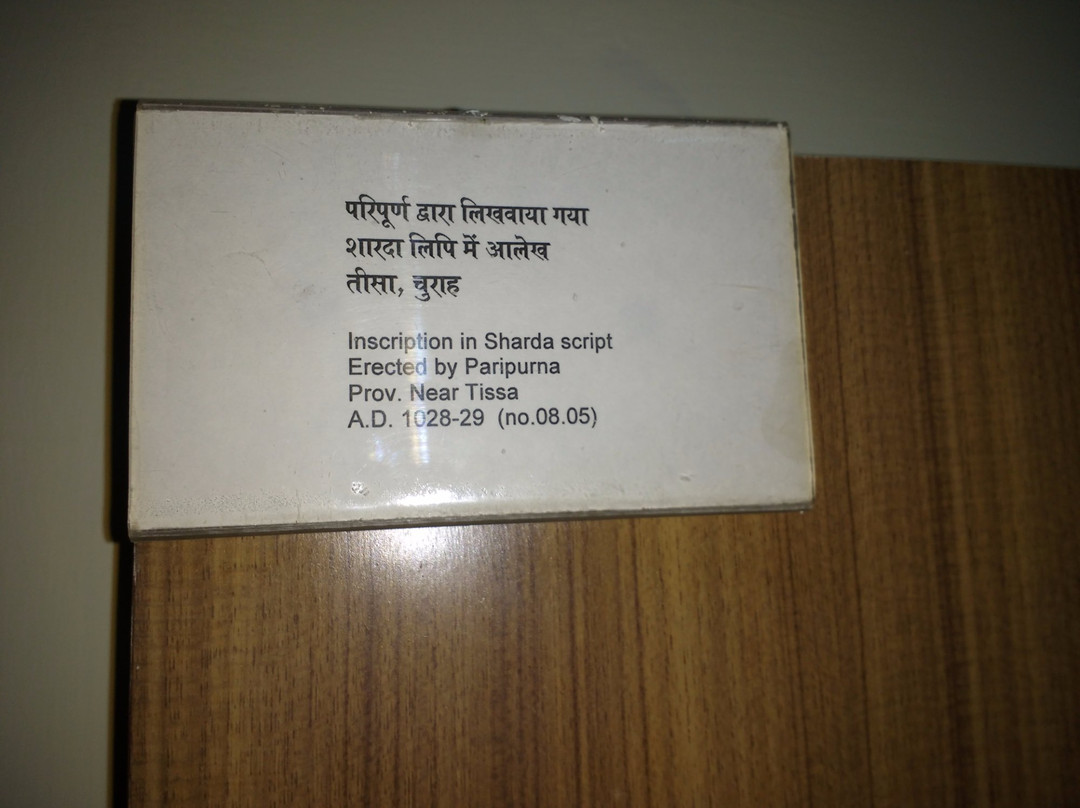 परिपूर्ण द्वारा लिखवाया गया
शारदा लिपि में आलेख
तीसा, चुराह
Inscription in Sharda script
Erected by Paripurna
Prov. Near Tissa
A.D. 1028-29 (no.08.05)